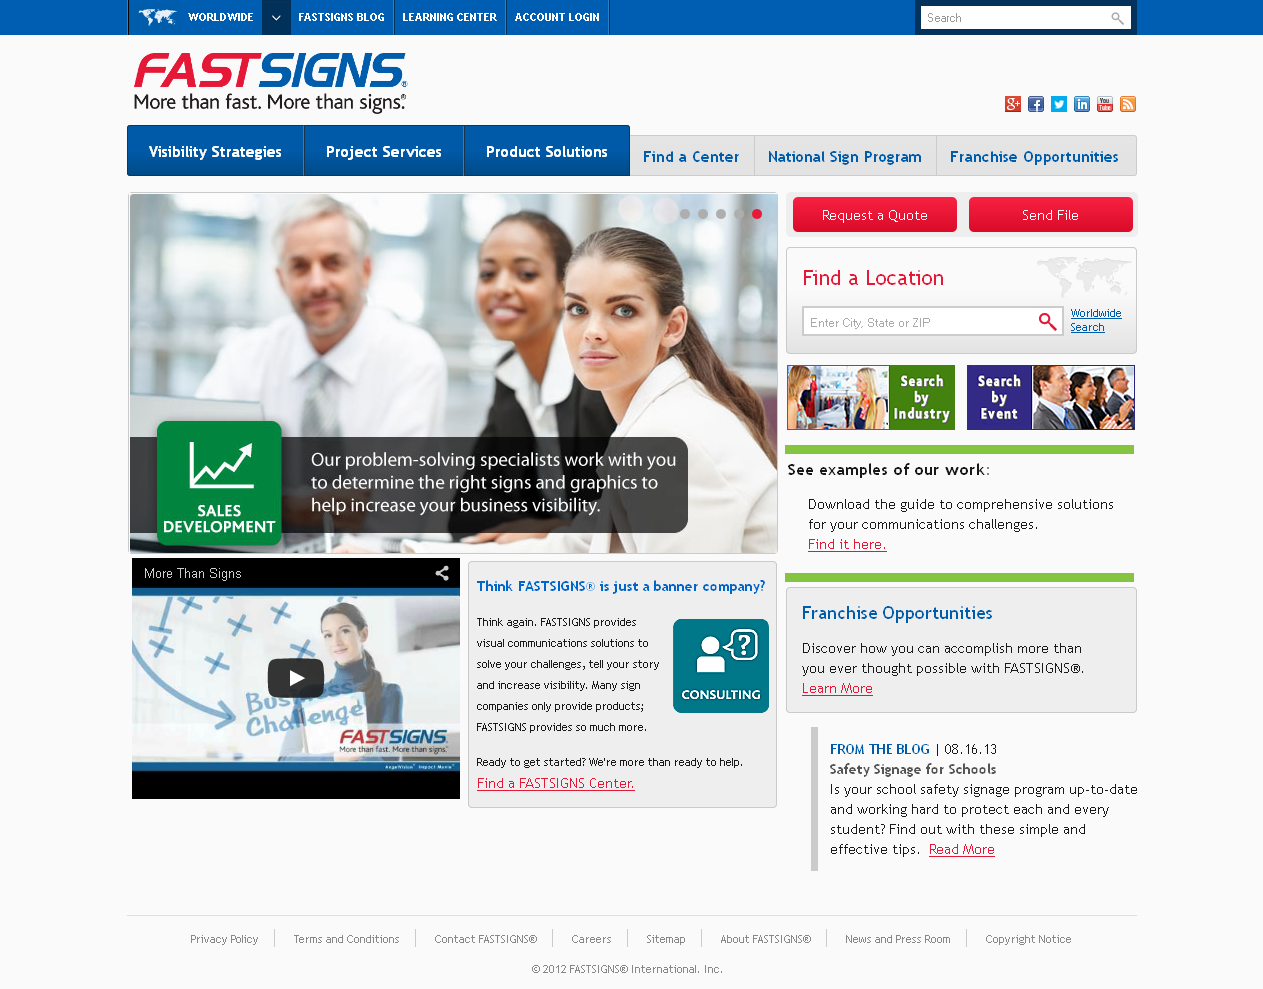 WORLDWIDE FASTSIGNS BLOG LEARNING CENTER ACCOUNT LOGIN Search
FASTSIGNS®
More than fast. More than signs.®
Visibility Strategies Project Services Product Solutions Find a Center National Sign Program Franchise Opportunities
Request a Quote Send File
Find a Location
Enter City, State or ZIP
Worldwide
Search
Search
by
Industry
Search
by
Event
Our problem-solving specialists work with you
to determine the right signs and graphics to
help increase your business visibility.
SALES
DEVELOPMENT
See examples of our work:
Download the guide to comprehensive solutions
for your communications challenges.
Find it here.
More Than Signs
Business
Challenge
FASTSIGNS
More than fast. More than signs.
Think FASTSIGNS® is just a banner company?
Think again. FASTSIGNS provides
visual communications solutions to
solve your challenges, tell your story
and increase visibility. Many sign
companies only provide products;
FASTSIGNS provides so much more.
CONSULTING
Ready to get started? We're more than ready to help.
Find a FASTSIGNS Center.
Franchise Opportunities
Discover how you can accomplish more than
you ever thought possible with FASTSIGNS®.
Learn More
FROM THE BLOG | 08.16.13
Safety Signage for Schools
Is your school safety signage program up-to-date
and working hard to protect each and every
student? Find out with these simple and
effective tips. Read More
Privacy Policy Terms and Conditions Contact FASTSIGNS® Careers Sitemap About FASTSIGNS® News and Press Room Copyright Notice
© 2012 FASTSIGNS® International, Inc.